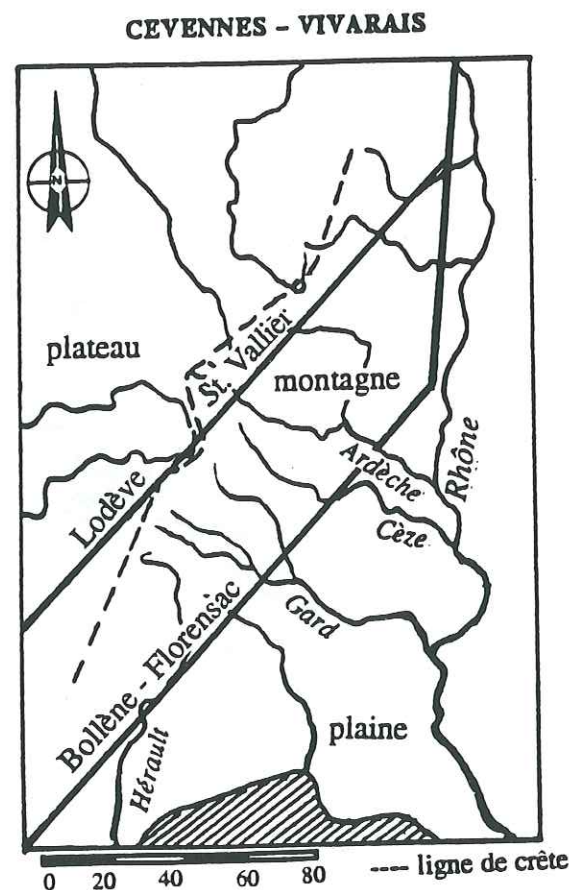 CEVENNES - VIVARAIS
N
plateau
St. Vallier
montagne
Lodève
Ardèche
Rhône
Cèze
Gard
Bollène - Florensac
plaine
Hérault
0 20 40 60 80
---- ligne de crête